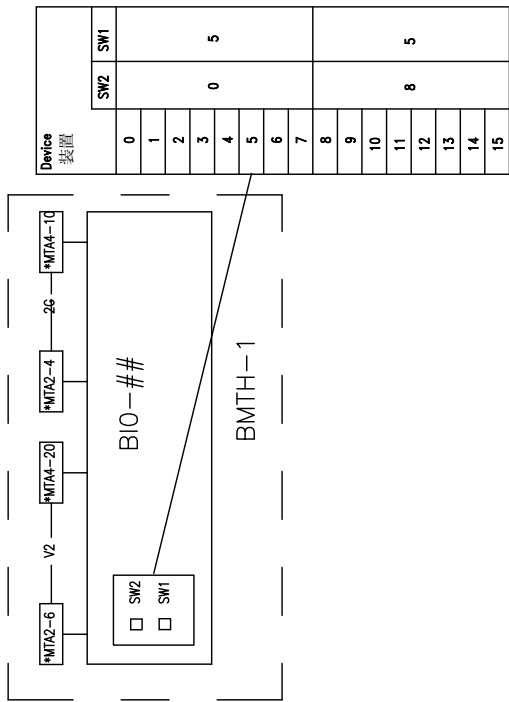 Device
装置
SW2
SW1
0
1
2
3
4
5
6
7
0
5
8
9
10
11
12
13
14
15
8
5
*MTA2-6
V2
*MTA4-20
*MTA2-4
2G
*MTA4-10
BIO-##
BMTH-1
SW2
SW1